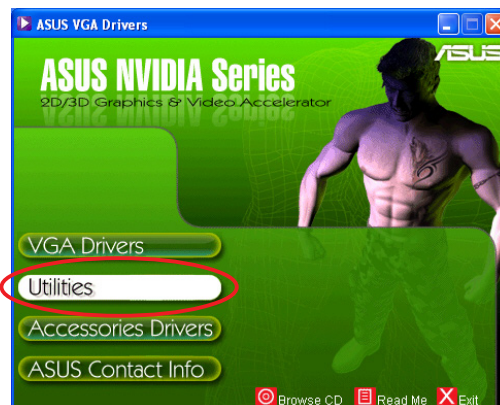 ASUS VGA Drivers
ASUS
ASUS NVIDIA Series
2D/3D Graphics & Video Accelerator
VGA Drivers
Utilities
Accessories Drivers
ASUS Contact Info
Browse CD Read Me Exit